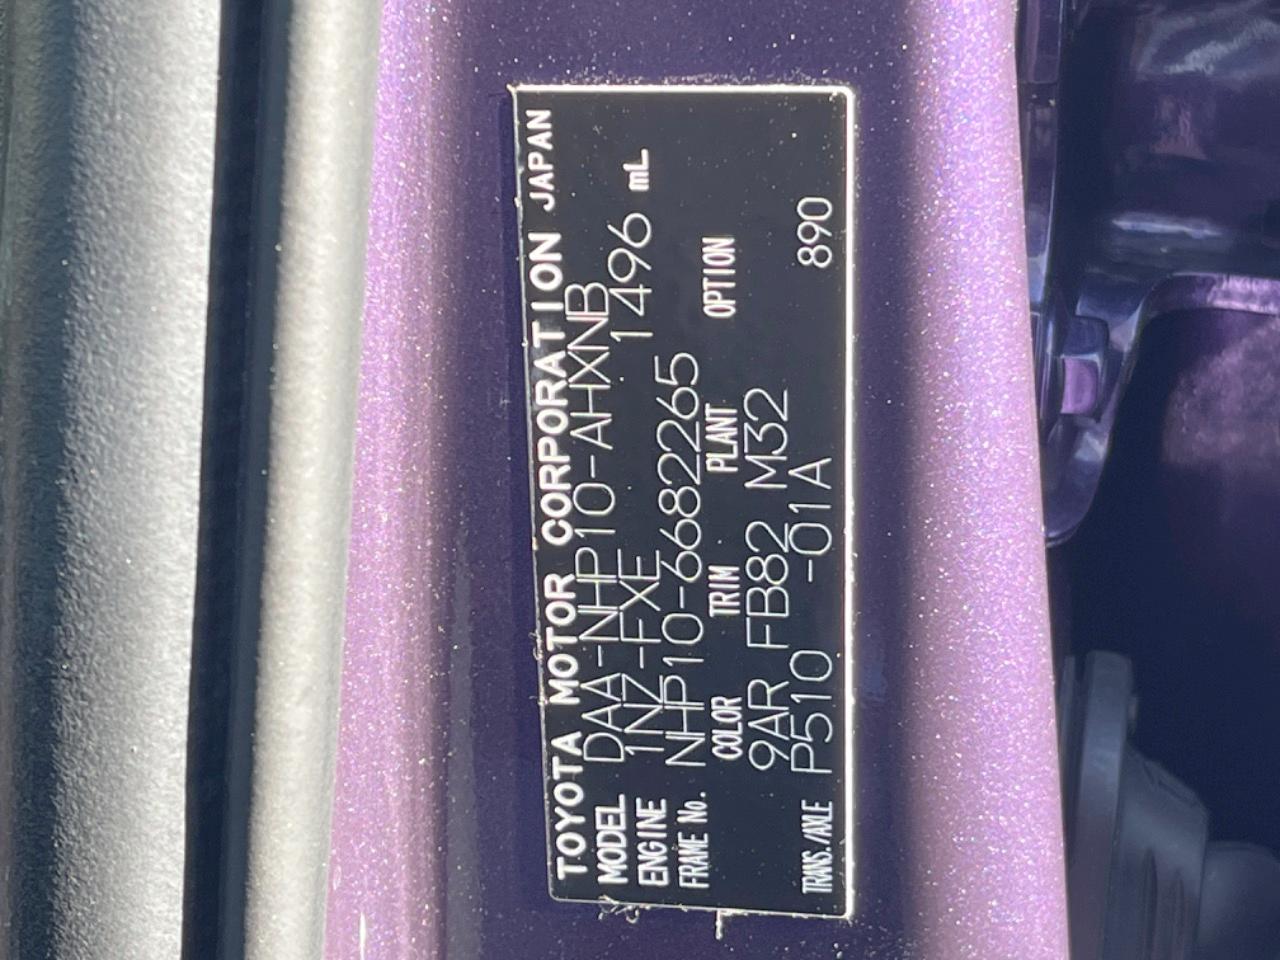 TOYOTA MOTOR CORPORATION JAPAN
MODEL DAA-NHP10-AHXNB
ENGINE 1NZ-FXE 1496 mL
FRAME No. NHP10-6682265
COLOR TRIM PLANT OPTION
9AR FB82 M32
TRANS./AXLE P510 -01A 890